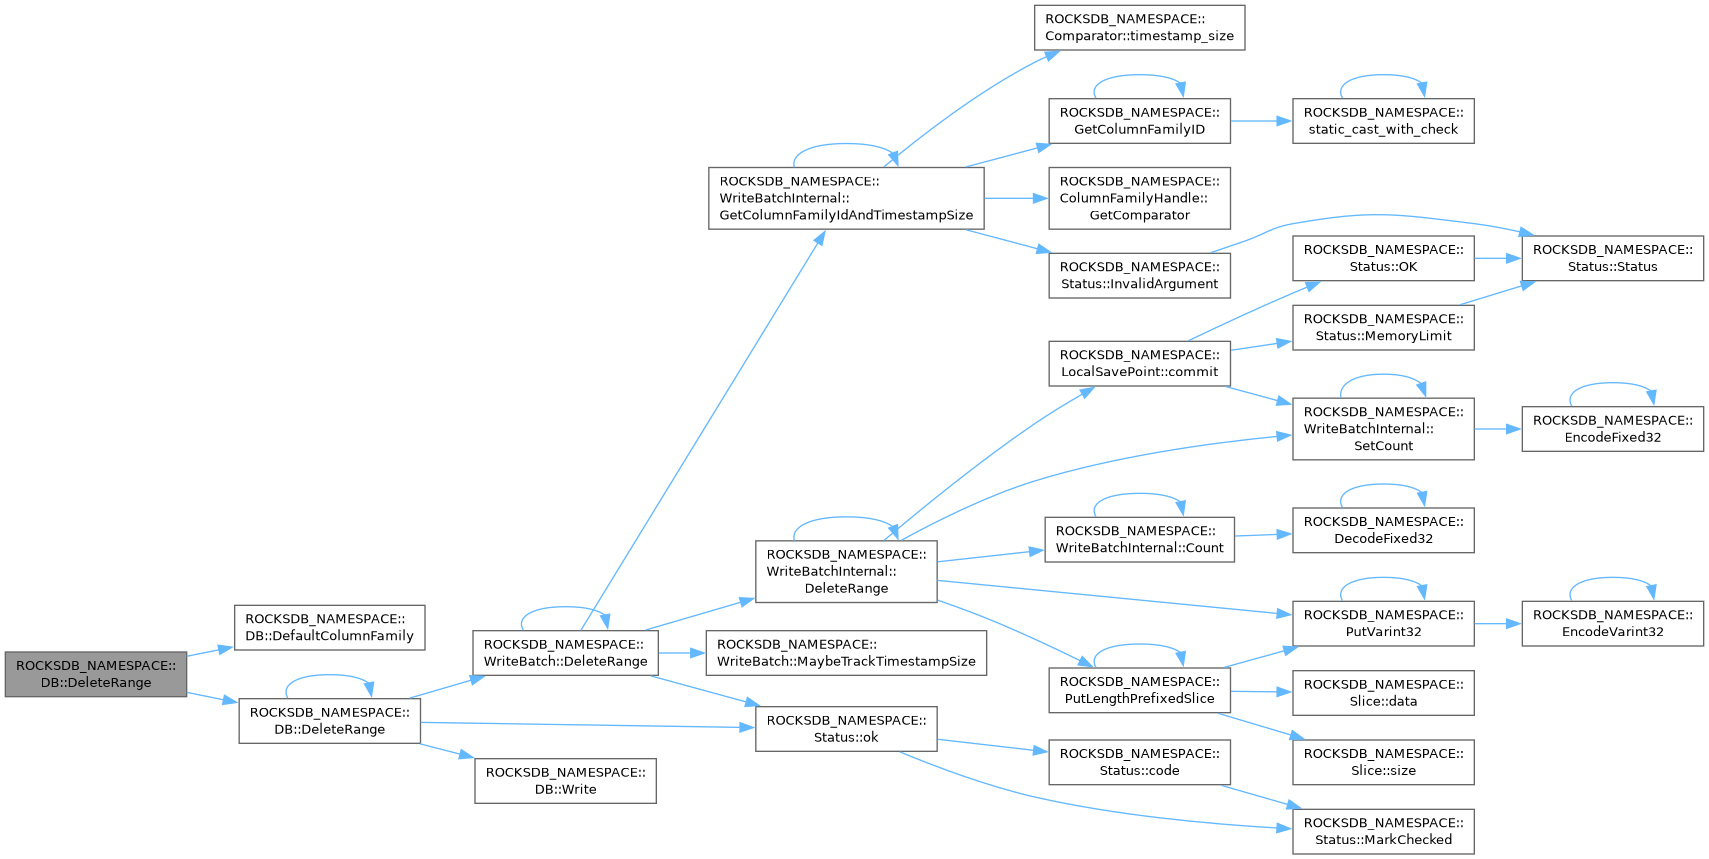 ROCKSDB_NAMESPACE::
DB::DeleteRange
ROCKSDB_NAMESPACE::
DB::DefaultColumnFamily
ROCKSDB_NAMESPACE::
DB::DeleteRange
ROCKSDB_NAMESPACE::
WriteBatch::DeleteRange
ROCKSDB_NAMESPACE::
DB::Write
ROCKSDB_NAMESPACE::
WriteBatchInternal::
GetColumnFamilyIdAndTimestampSize
ROCKSDB_NAMESPACE::
WriteBatchInternal::
DeleteRange
ROCKSDB_NAMESPACE::
WriteBatch::MaybeTrackTimestampSize
ROCKSDB_NAMESPACE::
Status::ok
ROCKSDB_NAMESPACE::
Comparator::timestamp_size
ROCKSDB_NAMESPACE::
GetColumnFamilyID
ROCKSDB_NAMESPACE::
ColumnFamilyHandle::
GetComparator
ROCKSDB_NAMESPACE::
Status::InvalidArgument
ROCKSDB_NAMESPACE::
LocalSavePoint::commit
ROCKSDB_NAMESPACE::
WriteBatchInternal::Count
ROCKSDB_NAMESPACE::
PutLengthPrefixedSlice
ROCKSDB_NAMESPACE::
Status::code
ROCKSDB_NAMESPACE::
static_cast_with_check
ROCKSDB_NAMESPACE::
Status::OK
ROCKSDB_NAMESPACE::
Status::MemoryLimit
ROCKSDB_NAMESPACE::
WriteBatchInternal::
SetCount
ROCKSDB_NAMESPACE::
DecodeFixed32
ROCKSDB_NAMESPACE::
PutVarint32
ROCKSDB_NAMESPACE::
Slice::data
ROCKSDB_NAMESPACE::
Slice::size
ROCKSDB_NAMESPACE::
Status::MarkChecked
ROCKSDB_NAMESPACE::
Status::Status
ROCKSDB_NAMESPACE::
EncodeFixed32
ROCKSDB_NAMESPACE::
EncodeVarint32